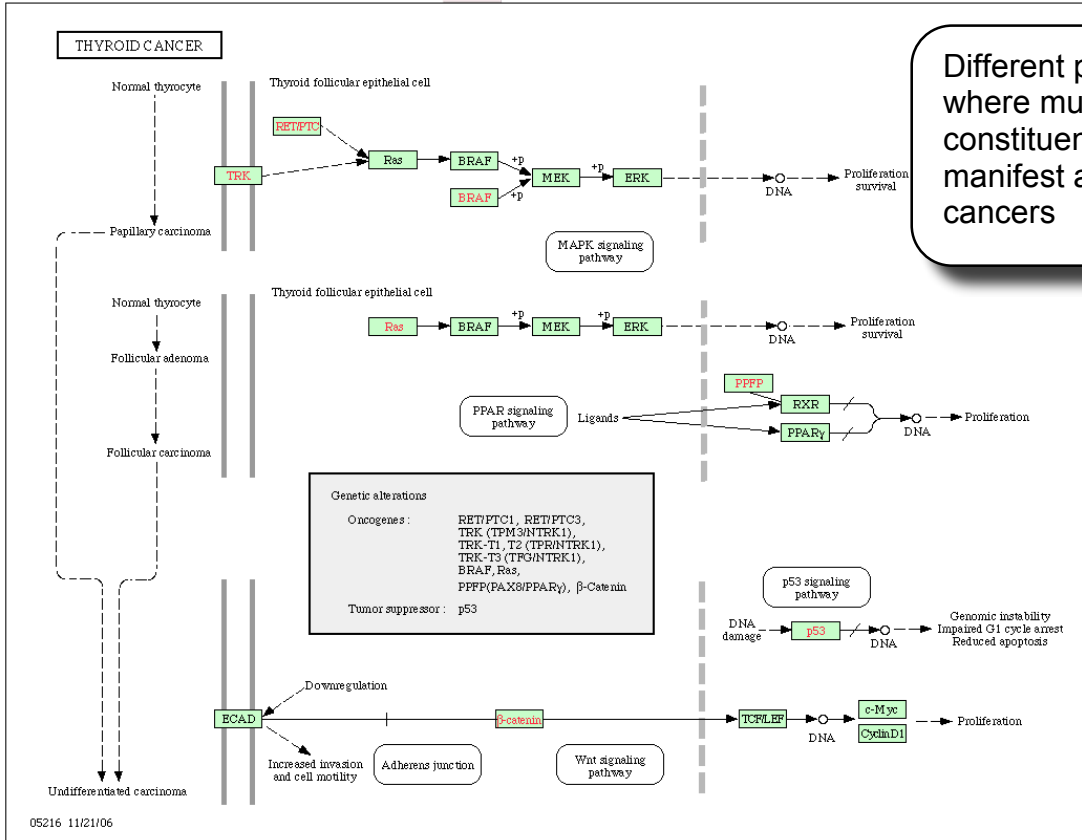 THYROID CANCER
Different
where
manifest
cancers
Normal thyrocyte
Thyroid follicular epithelial cell
RET/PTC
TRK
Ras
BRAF
+p
BRAF
+p
MEK
+p
ERK
DNA
Proliferation
survival
Papillary carcinoma
MAPK signaling
pathway
Normal thyrocyte
Thyroid follicular epithelial cell
Ras
BRAF
+p
MEK
+p
ERK
DNA
Proliferation
survival
Follicular adenoma
PPFP
PPAR signaling
pathway
Ligands
RXR
PPARγ
DNA
Proliferation
Follicular carcinoma
Genetic alterations
Oncogenes : RET/PTC1, RET/PTC3,
TRK (TPM3/NTRK1),
TRK-T1, T2 (TPR/NTRK1),
TRK-T3 (TFG/NTRK1),
BRAF, Ras,
PPFP(PAX8/PPARγ), β-Catenin
Tumor suppressor : p53
p53 signaling
pathway
DNA
damage
p53
DNA
Genomic instability
Impaired G1 cycle arrest
Reduced apoptosis
Downregulation
ECAD
β-catenin
TCF/LEF
DNA
c-Myc
CyclinD1
Proliferation
Increased invasion
and cell motility
Adherens junction
Wnt signaling
pathway
Undifferentiated carcinoma
05216 11/21/06